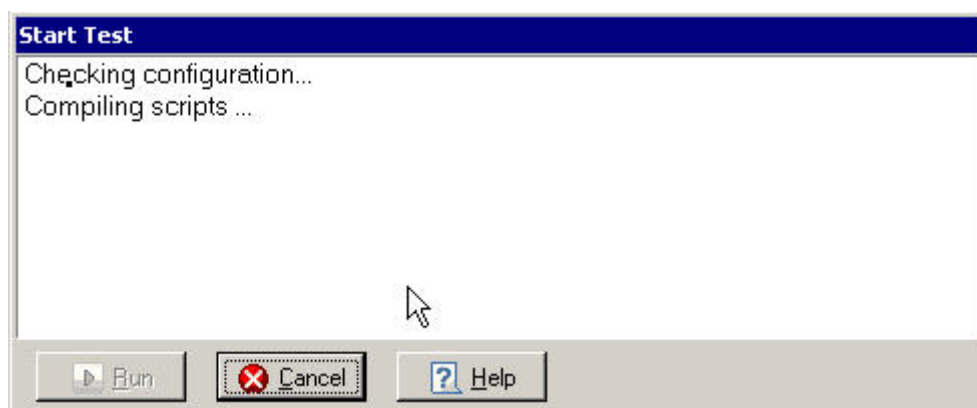 Start Test
Checking configuration...
Compiling scripts ...
Run
Cancel
Help